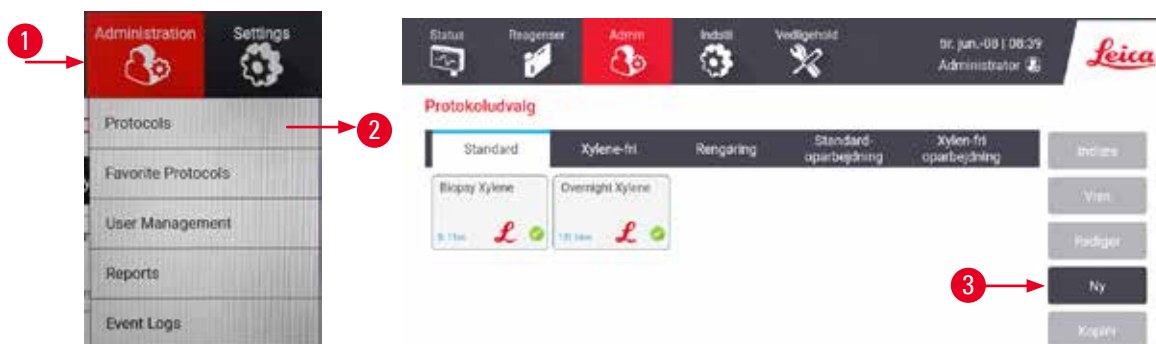 1
Administration
Settings
Protocols
2
Favorite Protocols
User Management
Reports
Event Logs
Status
Reagenser
Admin
Indstil
Vedligehold
tir. jun.-08 | 08:39
Administrator
Leica
Protokoludvalg
Standard
Xylene-fri
Rengøring
Standard-
oparbejdning
Xylen-fri
oparbejdning
Biopsy Xylene
Overnight Xylene
Indlæs
Vis
Rediger
3
Ny
Kopiér